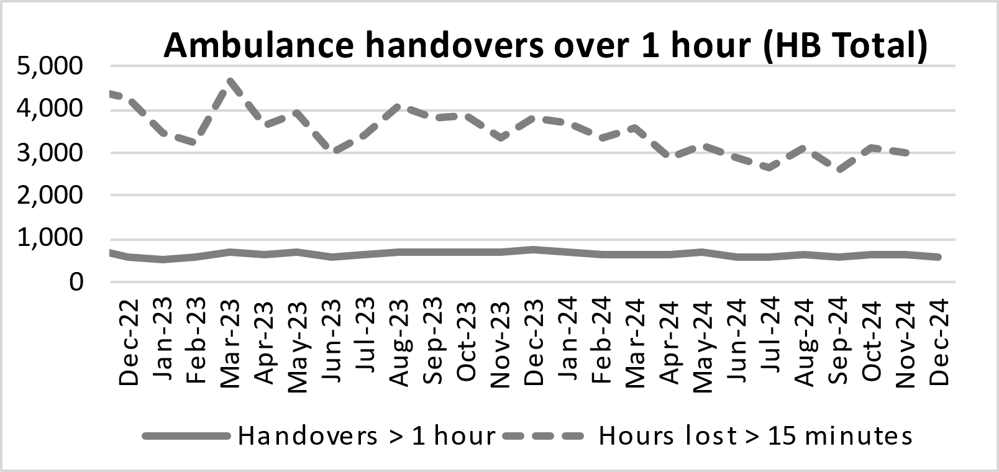 Ambulance handovers over 1 hour (HB Total)
5,000
4,000
3,000
2,000
1,000
0
Dec-22
Jan-23
Feb-23
Mar-23
Apr-23
May-23
Jun-23
Jul-23
Aug-23
Sep-23
Oct-23
Nov-23
Dec-23
Jan-24
Feb-24
Mar-24
Apr-24
May-24
Jun-24
Jul-24
Aug-24
Sep-24
Oct-24
Nov-24
Dec-24
Handovers > 1 hour
Hours lost > 15 minutes